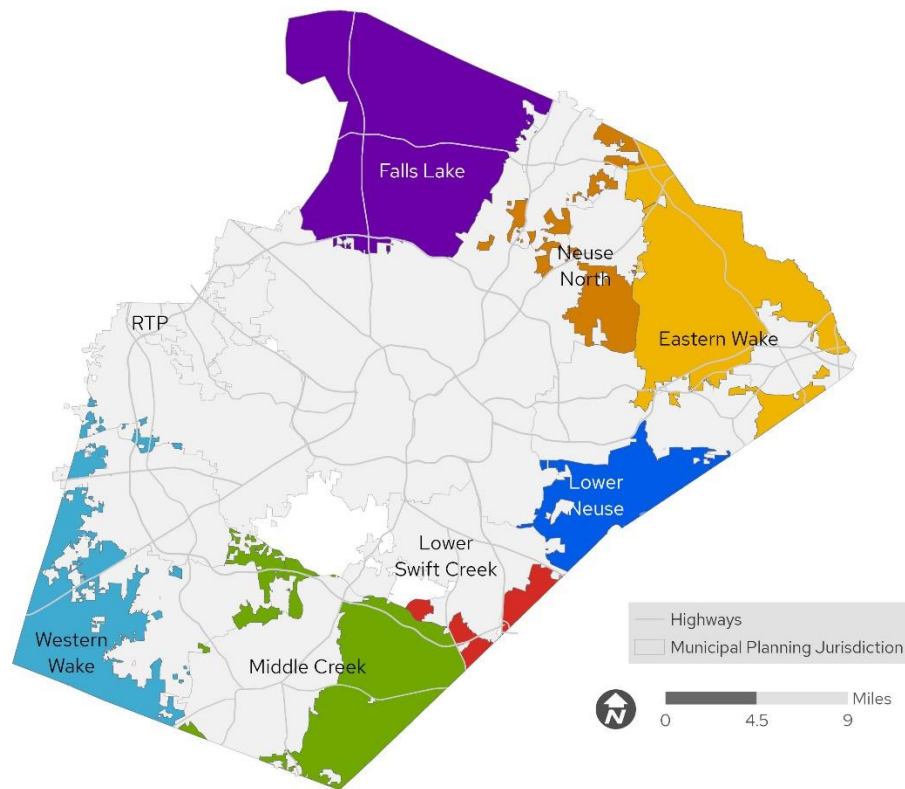 Falls Lake
Neuse
North
RTP
Eastern Wake
Lower
Neuse
Lower
Swift Creek
Western
Wake
Middle Creek
Highways
Municipal Planning Jurisdiction
N
Miles
0
4.5
9